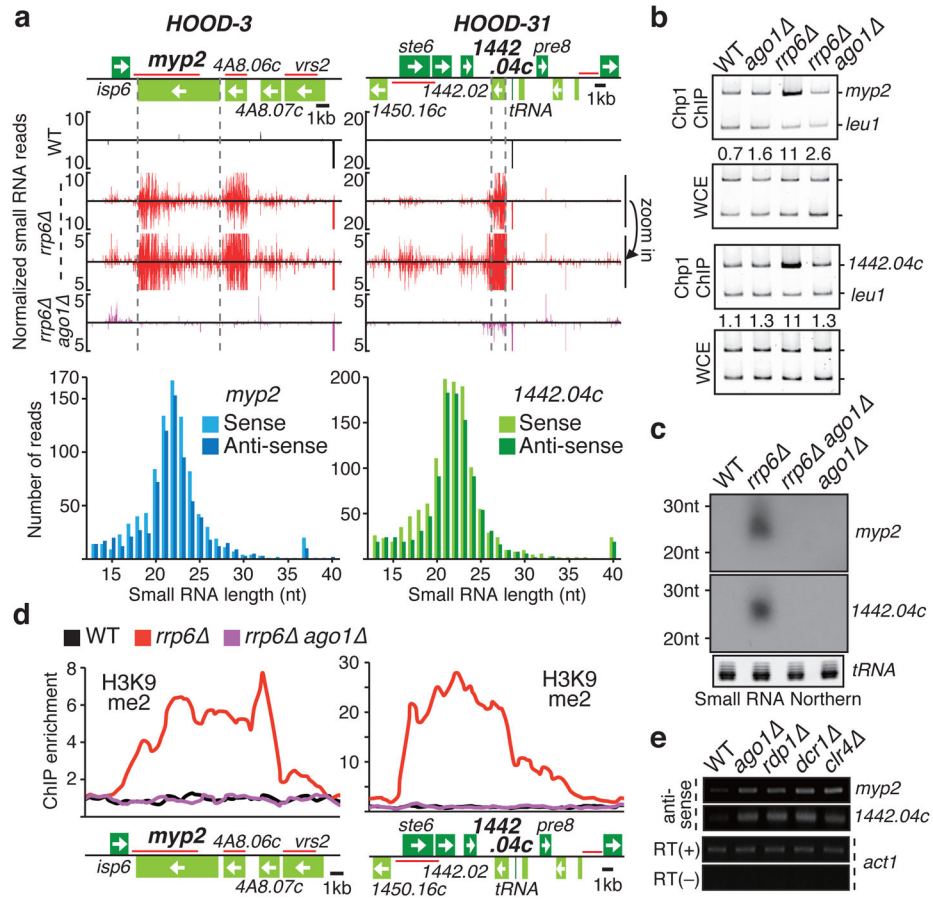 a
HOOD-3
HOOD-31
myp2
4A8.06c
vrs2
isp6
4A8.07c
1kb
ste6
1442
.04c
pre8
1442.02
1450.16c
tRNA
1kb
Normalized small RNA reads
WT
10
10
20
20
rrp6Δ
10
10
20
20
5
5
5
5
zoom in
rrp6Δ
ago1Δ
5
5
5
5
Number of reads
170
150
100
50
myp2
Sense
Anti-sense
15 20 25 30 35 40
Small RNA length (nt)
200
150
100
50
1442.04c
Sense
Anti-sense
15 20 25 30 35 40
Small RNA length (nt)
b
WT
ago1Δ
rrp6Δ
rrp6Δ
ago1Δ
Chp1
ChIP
myp2
leu1
0.7 1.6 11 2.6
WCE
Chp1
ChIP
1442.04c
leu1
1.1 1.3 11 1.3
WCE
c
WT
rrp6Δ
rrp6Δ ago1Δ
ago1Δ
30nt
20nt
myp2
30nt
20nt
1442.04c
tRNA
Small RNA Northern
d
WT rrp6Δ rrp6Δ ago1Δ
ChIP enrichment
8
6
4
2
H3K9
me2
30
20
10
H3K9
me2
myp2
4A8.06c
vrs2
isp6
4A8.07c
1kb
ste6
1442
.04c
pre8
1442.02
1450.16c
tRNA
1kb
e
WT
ago1Δ
rdp1Δ
dcr1Δ
clr4Δ
anti-
sense
myp2
1442.04c
RT(+)
RT(−)
act1